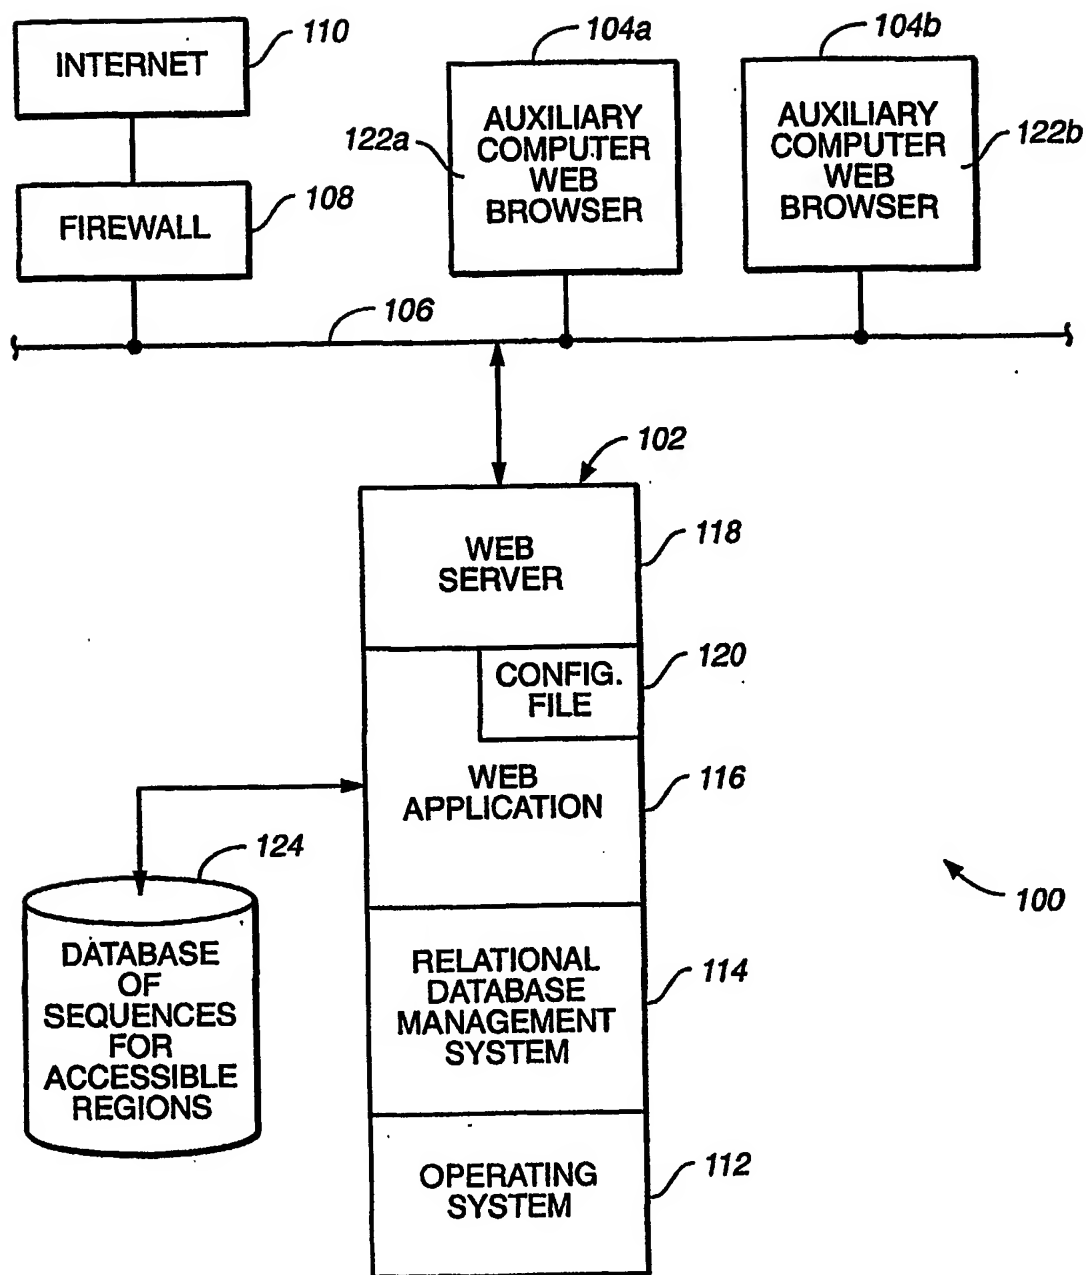 INTERNET
110
FIREWALL
108
104a
AUXILIARY
COMPUTER
WEB
BROWSER
122a
104b
AUXILIARY
COMPUTER
WEB
BROWSER
122b
106
102
WEB
SERVER
118
CONFIG.
FILE
120
WEB
APPLICATION
116
124
DATABASE
OF
SEQUENCES
FOR
ACCESSIBLE
REGIONS
100
RELATIONAL
DATABASE
MANAGEMENT
SYSTEM
114
OPERATING
SYSTEM
112